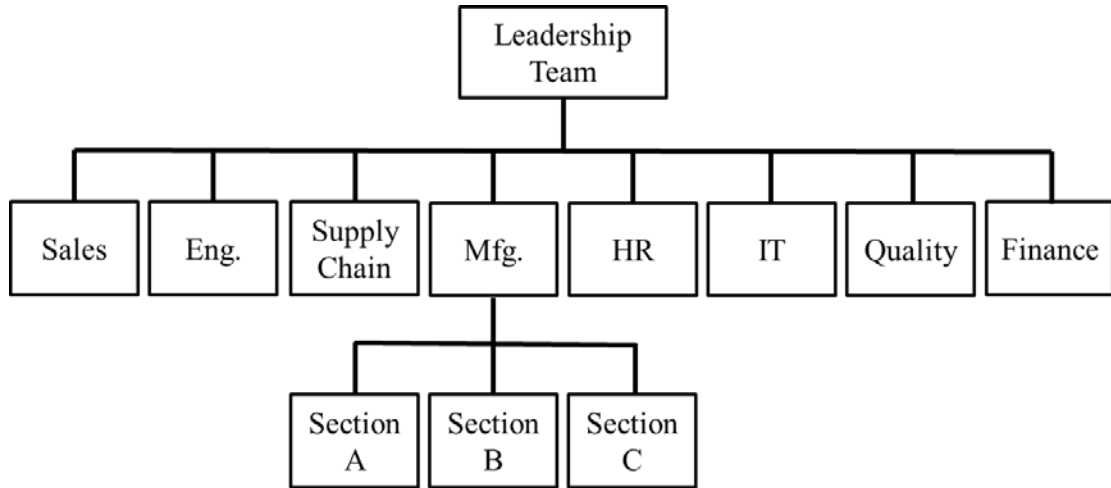 Leadership
Team
Sales
Eng.
Supply
Chain
Mfg.
HR
IT
Quality
Finance
Section
A
Section
B
Section
C